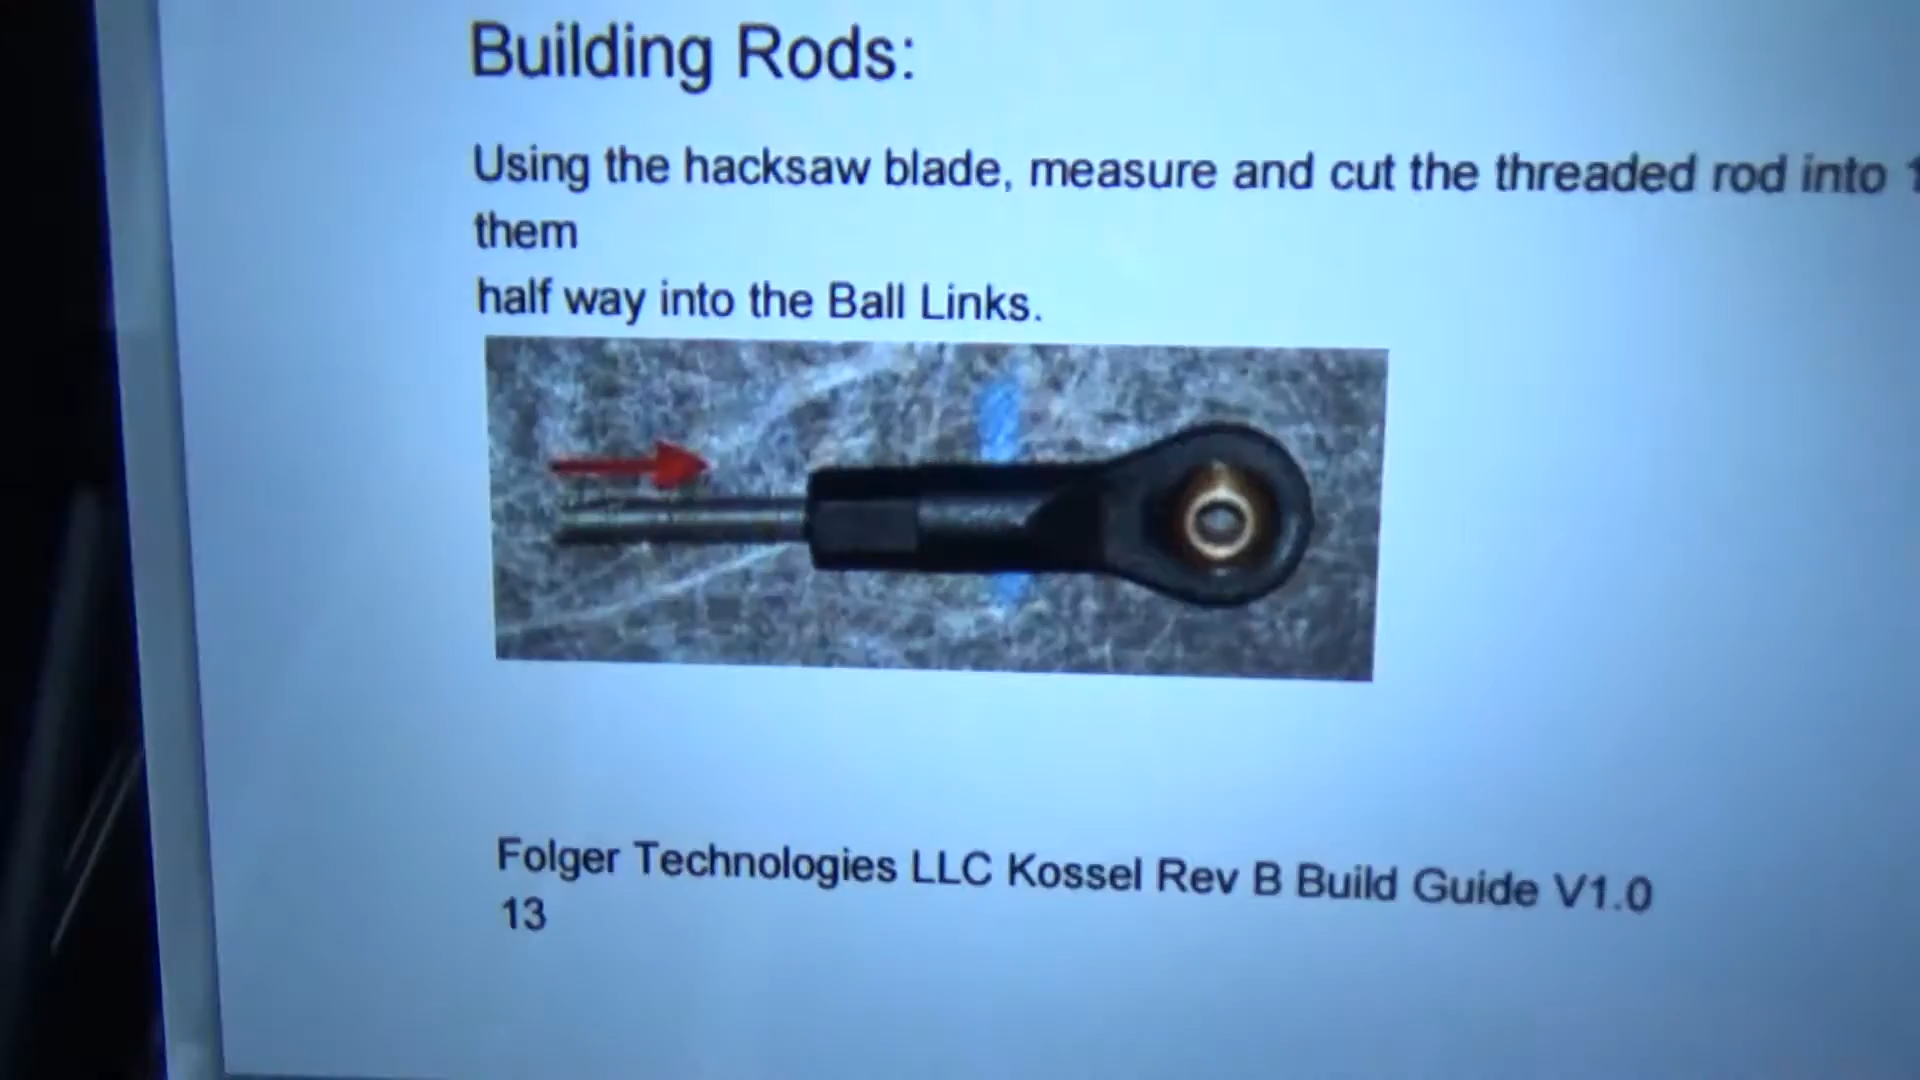 Building Rods:
Using the hacksaw blade, measure and cut the threaded rod into
them
half way into the Ball Links.
Folger Technologies LLC Kossel Rev B Build Guide V1.0
13